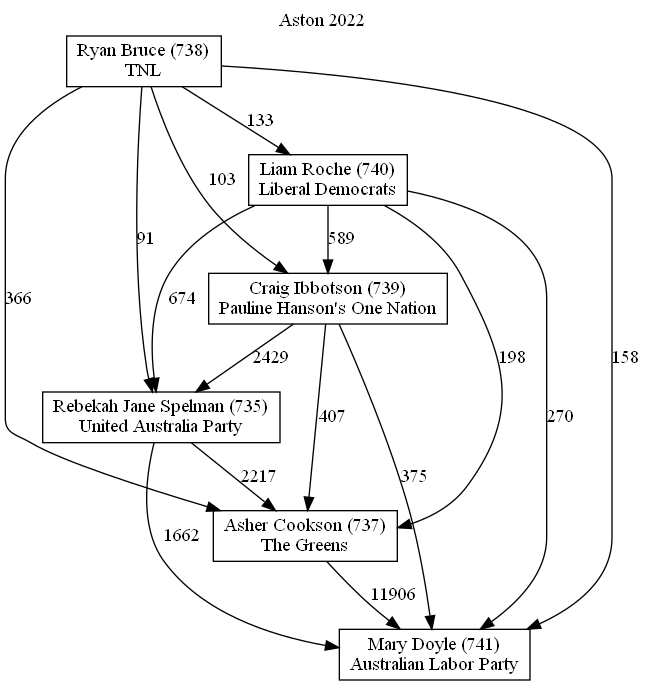 Aston 2022
Ryan Bruce (738)
TNL
133
Liam Roche (740)
Liberal Democrats
103
91
589
366
674
Craig Ibbotson (739)
Pauline Hanson's One Nation
2429
198
158
Rebekah Jane Spelman (735)
United Australia Party
407
270
2217
375
Asher Cookson (737)
The Greens
1662
11906
Mary Doyle (741)
Australian Labor Party